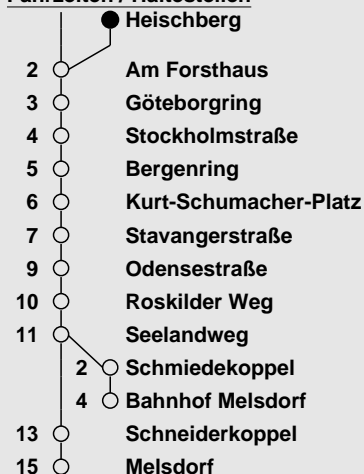 Fahrzeiten / Haltestellen
Heischberg
2 Am Forsthaus
3 Göteborgring
4 Stockholmstraße
5 Bergenring
6 Kurt-Schumacher-Platz
7 Stavangerstraße
9 Odensestraße
10 Roskilder Weg
11 Seelandweg
2 Schmiedekoppel
4 Bahnhof Melsdorf
13 Schneiderkoppel
15 Melsdorf